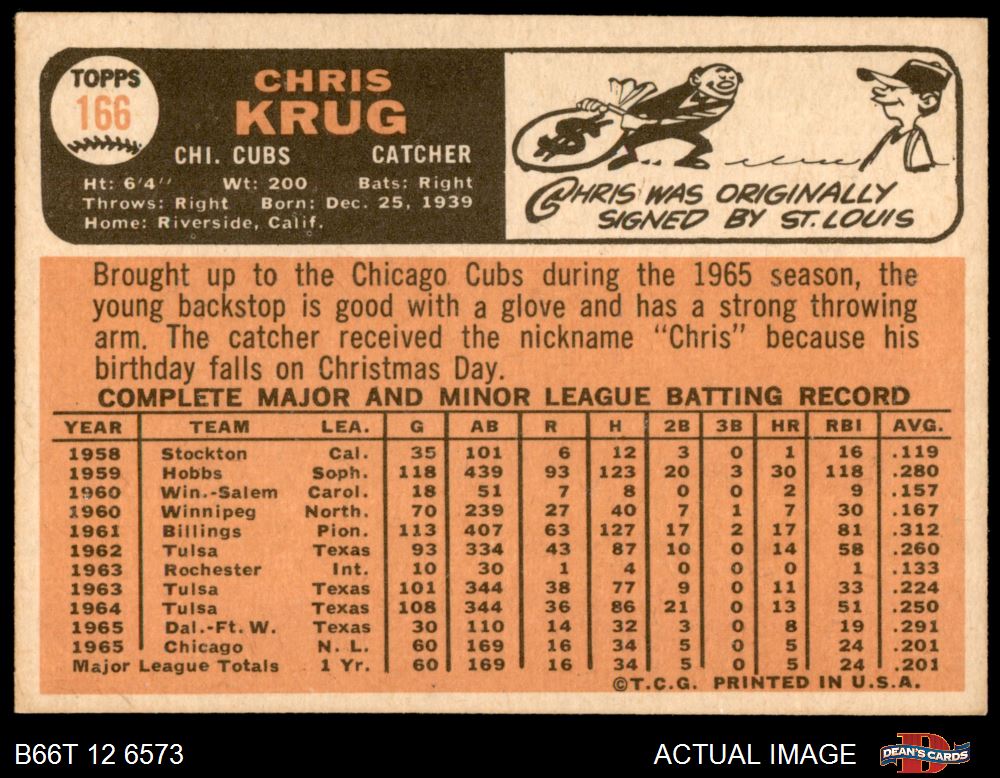 TOPPS
166
CHRIS
KRUG
CHI. CUBS CATCHER
Ht: 6'4" Wt: 200 Bats: Right
Throws: Right Born: Dec. 25, 1939
Home: Riverside, Calif.
$
CHRIS WAS ORIGINALLY
SIGNED BY ST. LOUIS
Brought up to the Chicago Cubs during the 1965 season, the
young backstop is good with a glove and has a strong throwing
arm. The catcher received the nickname "Chris" because his
birthday falls on Christmas Day.
COMPLETE MAJOR AND MINOR LEAGUE BATTING RECORD
YEAR TEAM LEA. G AB R H 2B 3B HR RBI AVG.
1958 Stockton Cal. 35 101 6 12 3 0 1 16 .119
1959 Hobbs Soph. 118 439 93 123 20 3 30 118 .280
1960 Win.-Salem Carol. 18 51 7 8 0 0 2 9 .157
1960 Winnipeg North. 70 239 27 40 7 1 7 30 .167
1961 Billings Pion. 113 407 63 127 17 2 17 81 .312
1962 Tulsa Texas 93 334 43 87 10 0 14 58 .260
1963 Rochester Int. 10 30 1 4 0 0 0 1 .133
1963 Tulsa Texas 101 344 38 77 9 0 11 33 .224
1964 Tulsa Texas 108 344 36 86 21 0 13 51 .250
1965 Dal.-Ft. W. Texas 30 110 14 32 3 0 8 19 .291
1965 Chicago N. L. 60 169 16 34 5 0 5 24 .201
Major League Totals 1 Yr. 60 169 16 34 5 0 5 24 .201
©T.C.G. PRINTED IN U.S.A.
B66T 12 6573 ACTUAL IMAGE DEAN'S CARDS